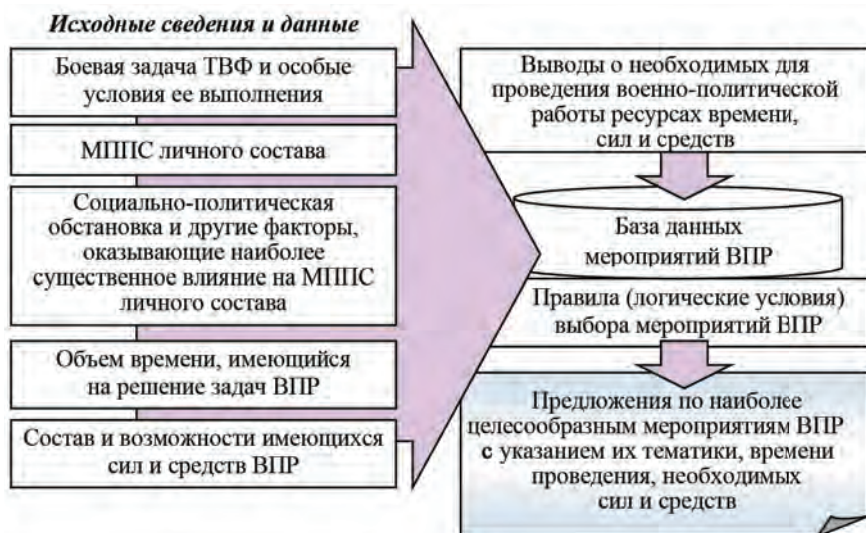 Исходные сведения и данные
Боевая задача ТВФ и особые
условия ее выполнения
МППС личного состава
Социально-политическая
обстановка и другие факторы,
оказывающие наиболее
существенное влияние на МППС
личного состава
Объем времени, имеющийся
на решение задач ВПР
Состав и возможности имеющихся
сил и средств ВПР
Выводы о необходимых для
проведения военно-политической
работы ресурсах времени,
сил и средств
База данных
мероприятий ВПР
Правила (логические условия)
выбора мероприятий ВПР
Предложения по наиболее
целесообразным мероприятиям ВПР
с указанием их тематики, времени
проведения, необходимых
сил и средств